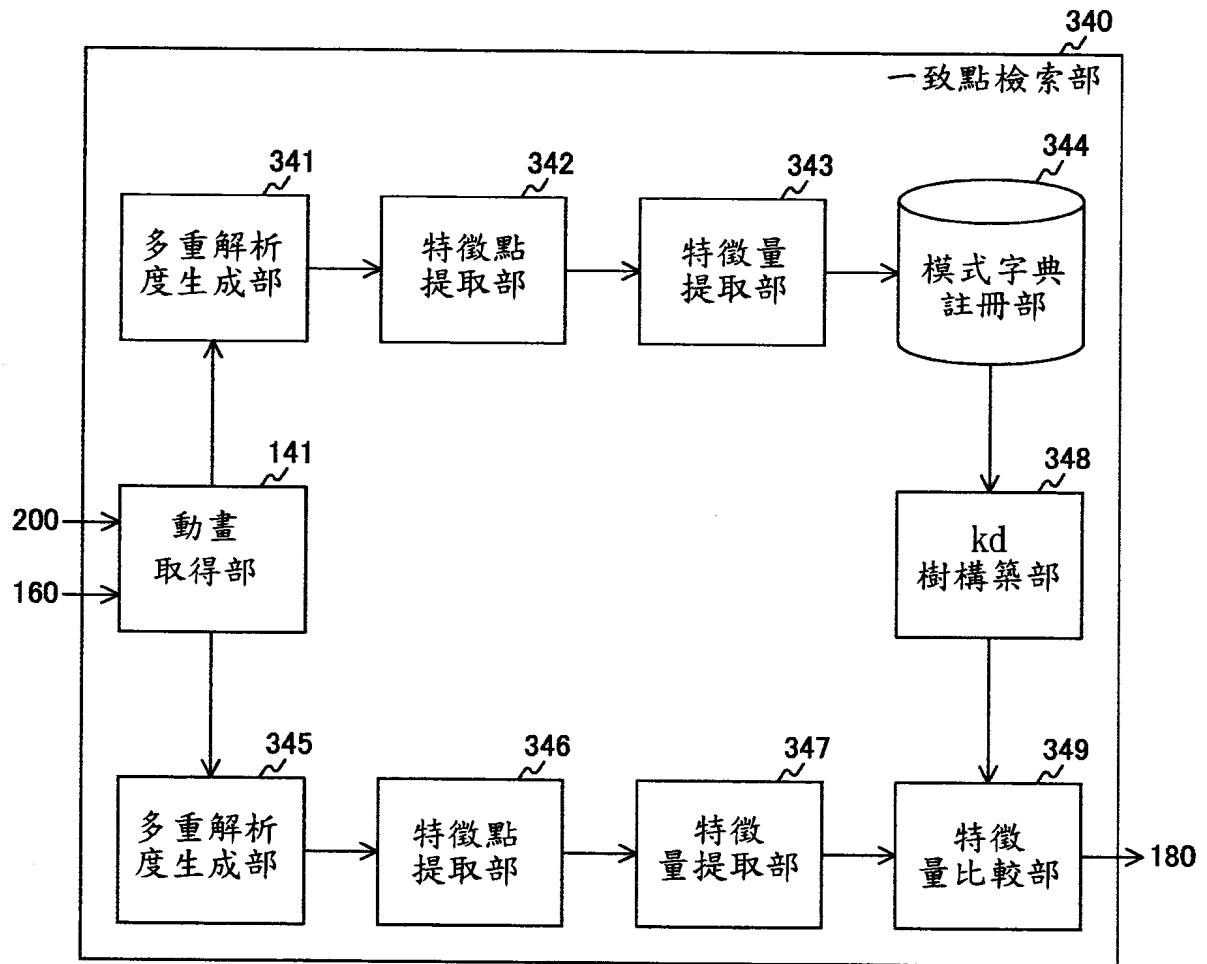 340
一致點檢索部
341
多重解析
度生成部
342
特徵點
提取部
343
特徵量
提取部
344
模式字典
註冊部
141
動畫
取得部
200
160
348
kd
樹構築部
345
多重解析
度生成部
346
特徵點
提取部
347
特徵
量提取部
349
特徵
量比較部
180